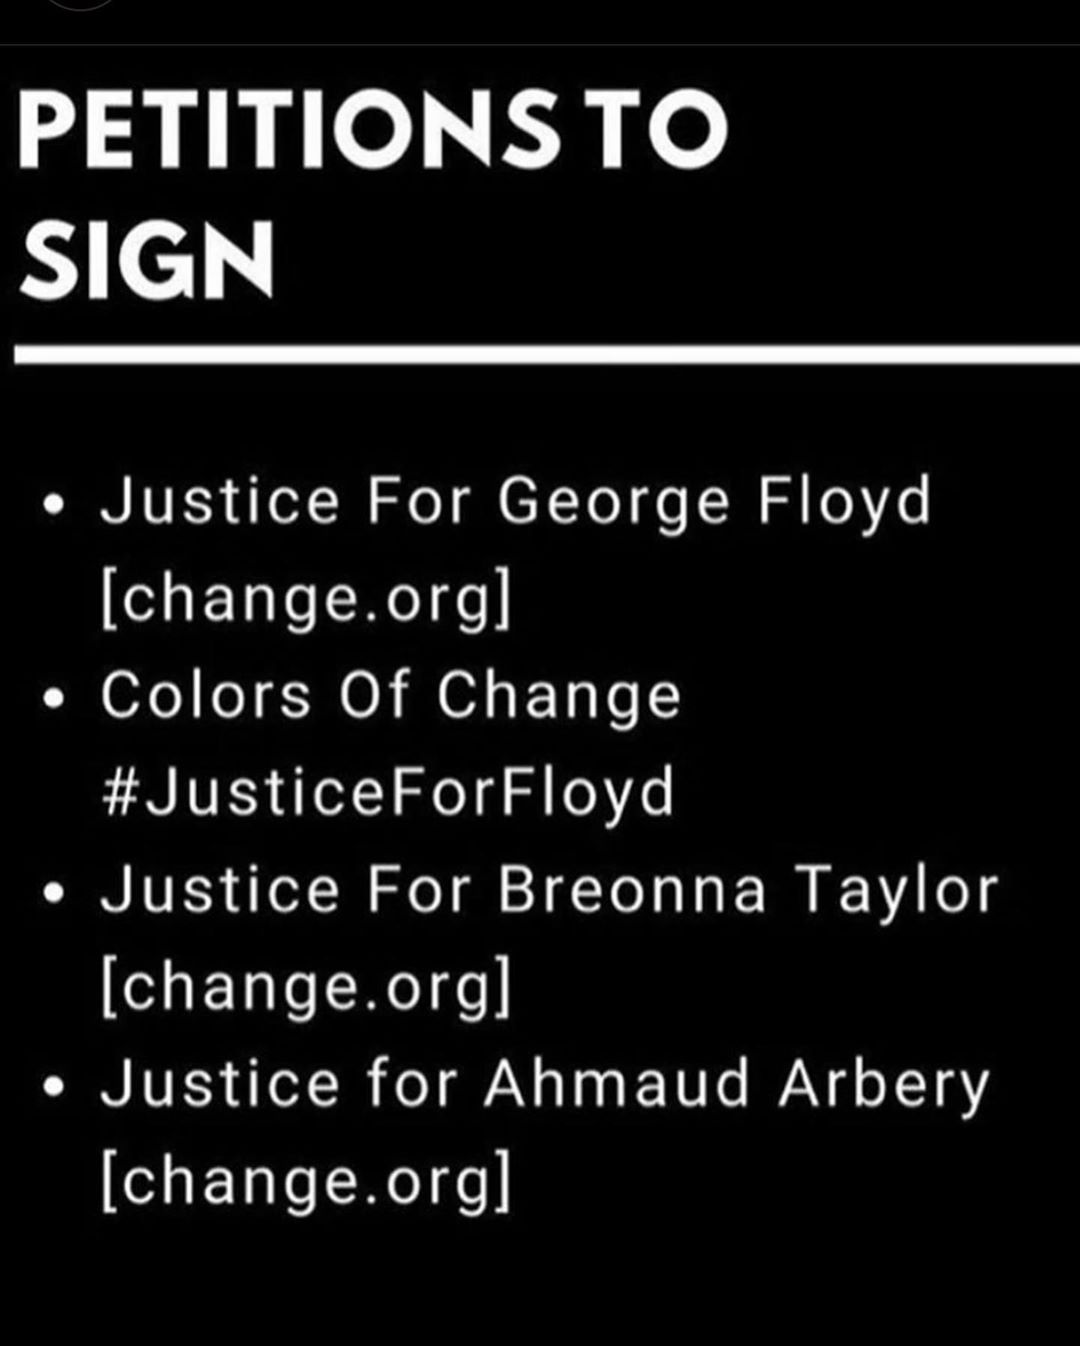 PETITIONS TO
SIGN
• Justice For George Floyd
[change.org]
• Colors Of Change
#JusticeForFloyd
• Justice For Breonna Taylor
[change.org]
• Justice for Ahmaud Arbery
[change.org]